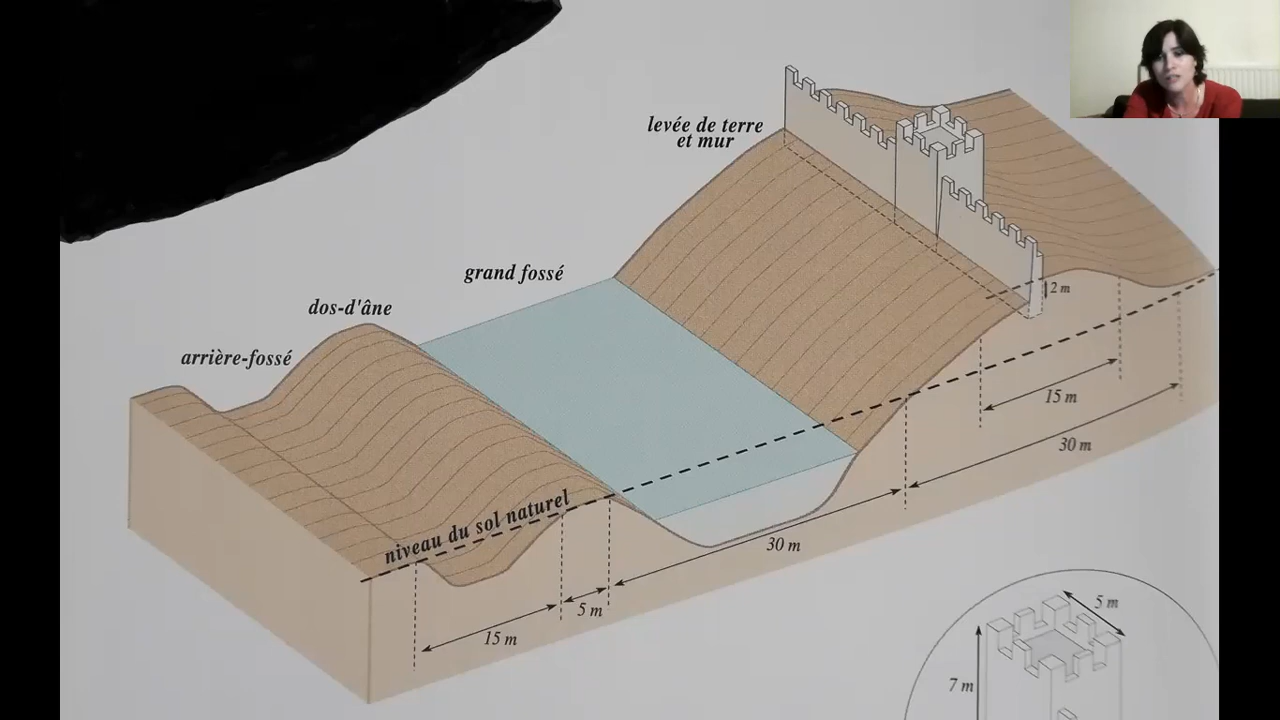 levée de terre
et mur
grand fossé
dos-d'âne
arrière-fossé
2 m
niveau du sol naturel
15 m
30 m
30 m
5 m
15 m
5 m
7 m